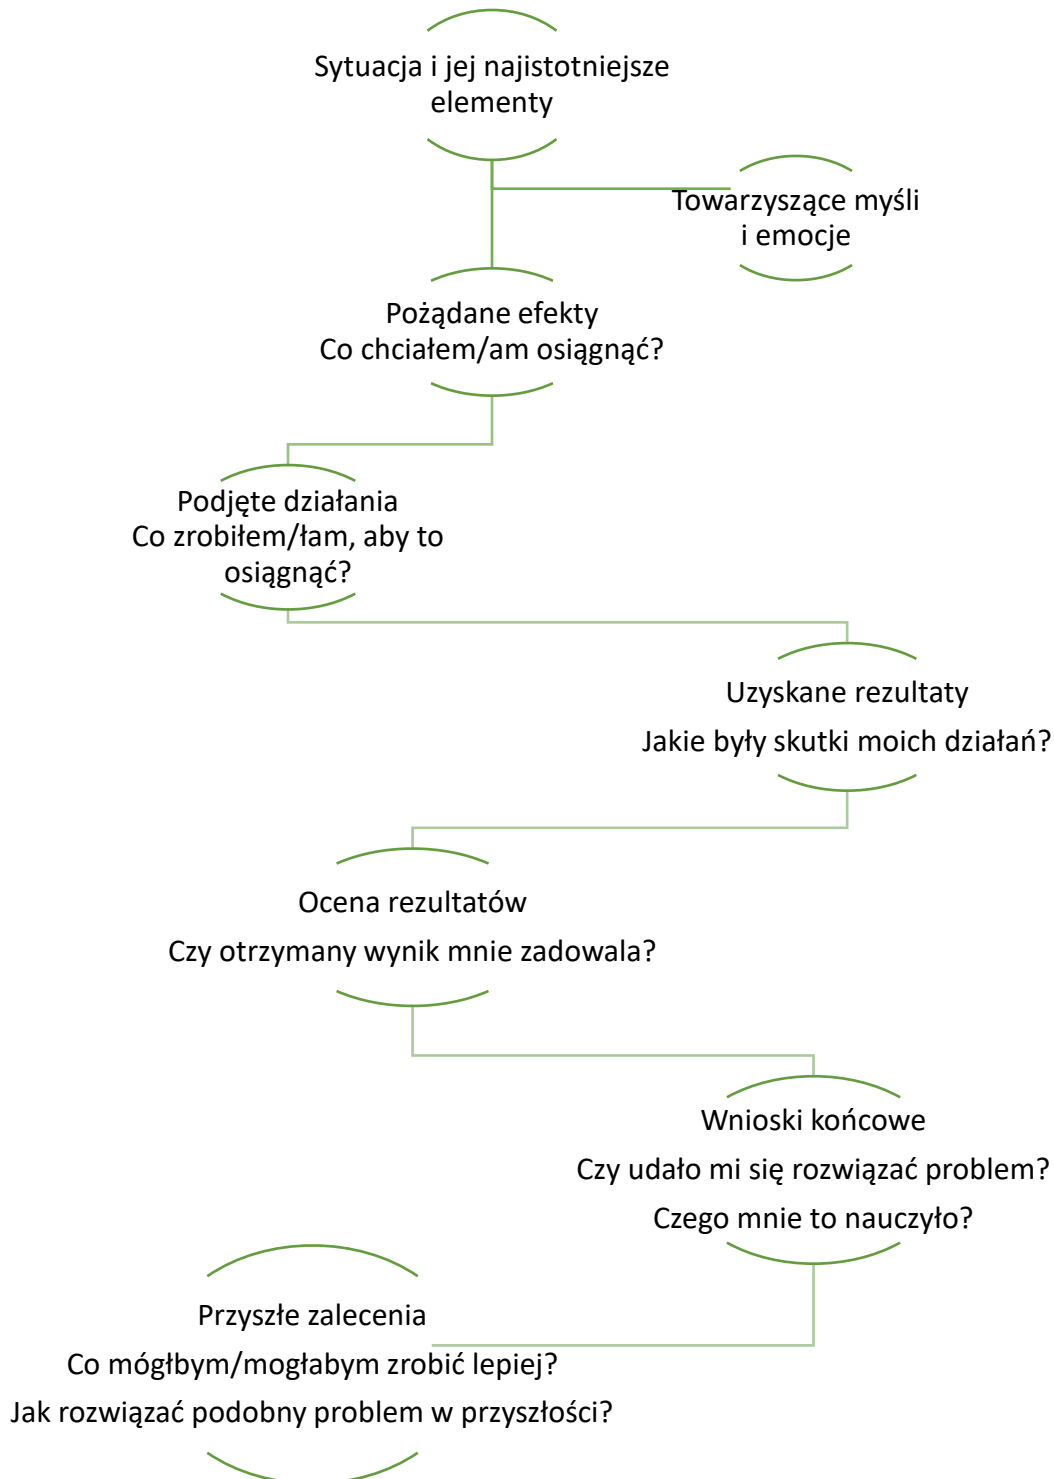 Sytuacja i jej najistotniejsze
elementy
Towarzyszące myśli
i emocje
Pożądane efekty
Co chciałem/am osiągnąć?
Podjęte działania
Co zrobiłem/łam, aby to
osiągnąć?
Uzyskane rezultaty
Jakie były skutki moich działań?
Ocena rezultatów
Czy otrzymany wynik mnie zadowala?
Wnioski końcowe
Czy udało mi się rozwiązać problem?
Czego mnie to nauczyło?
Przyszłe zalecenia
Co mógłbym/mogłabym zrobić lepiej?
Jak rozwiązać podobny problem w przyszłości?